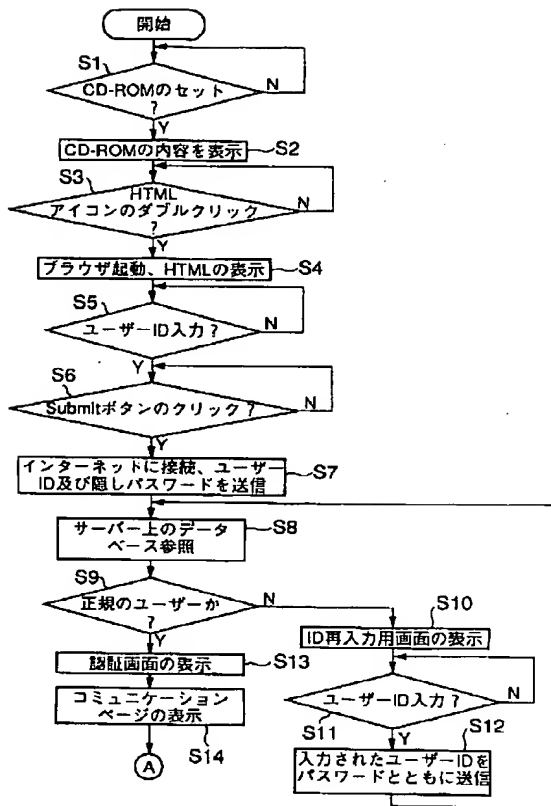 開始
S1
CD-ROMのセット
?
N
Y
CD-ROMの内容を表示
S2
S3
HTML
アイコンのダブルクリック
?
N
Y
ブラウザ起動、HTMLの表示
S4
S5
ユーザーID入力?
N
Y
S6
Submitボタンのクリック?
N
Y
インターネットに接続、ユーザー
ID及び隠しパスワードを送信
S7
サーバー上のデータ
ベース参照
S8
S9
正規のユーザーか
?
N
Y
S10
ID再入力用画面の表示
認証画面の表示
S13
ユーザーID入力?
N
S11
Y
コミュニケーション
ページの表示
S14
S12
入力されたユーザーIDを
パスワードとともに送信
A